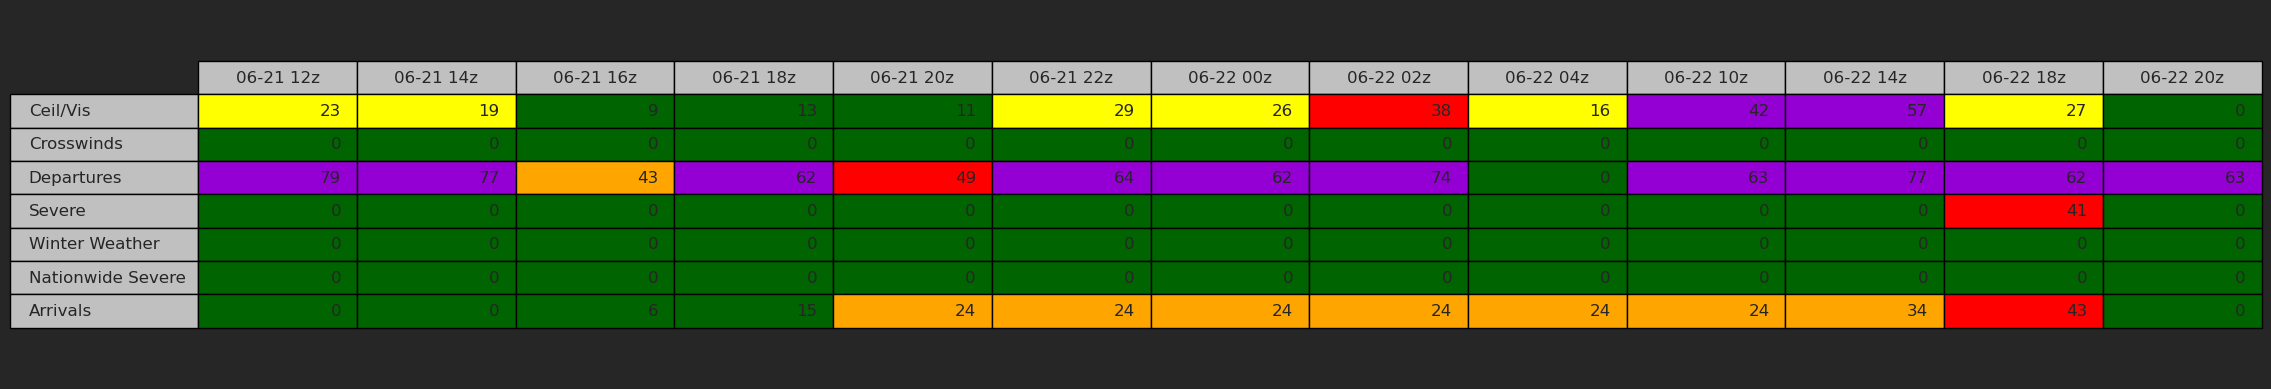 06-21 12z 06-21 14z 06-21 16z 06-21 18z 06-21 20z 06-21 22z 06-22 00z 06-22 02z 06-22 04z 06-22 10z 06-22 14z 06-22 18z 06-22 20z
Ceil/Vis 23 19 9 13 11 29 26 38 16 42 57 27 0
Crosswinds 0 0 0 0 0 0 0 0 0 0 0 0 0
Departures 79 77 43 62 49 64 62 74 0 63 77 62 63
Severe 0 0 0 0 0 0 0 0 0 0 0 41 0
Winter Weather 0 0 0 0 0 0 0 0 0 0 0 0 0
Nationwide Severe 0 0 0 0 0 0 0 0 0 0 0 0 0
Arrivals 0 0 6 15 24 24 24 24 24 24 34 43 0